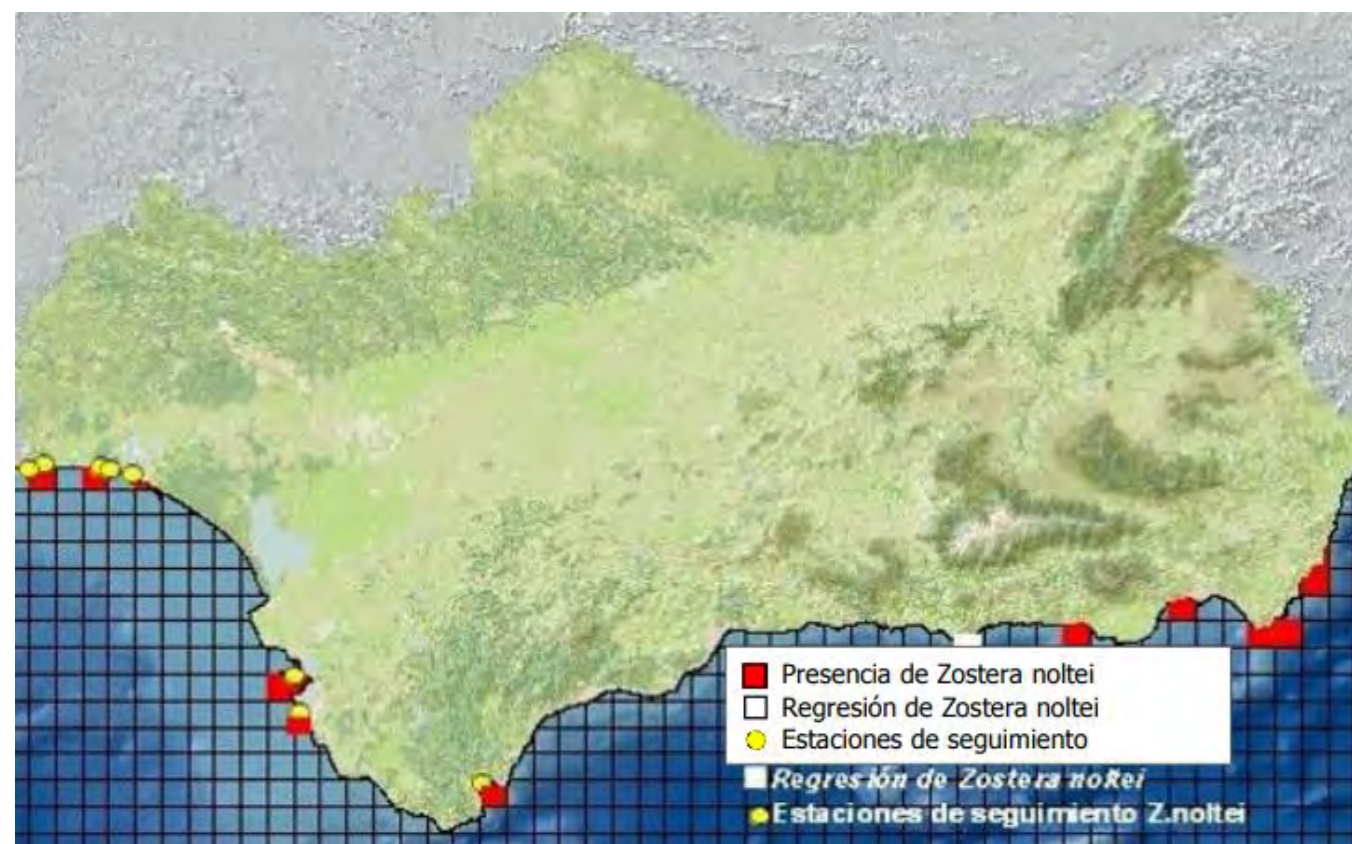 Presencia de Zostera noltei
Regresión de Zostera noltei
Estaciones de seguimiento
Regresión de Zostera noltei
Estaciones de seguimiento Z.noltei